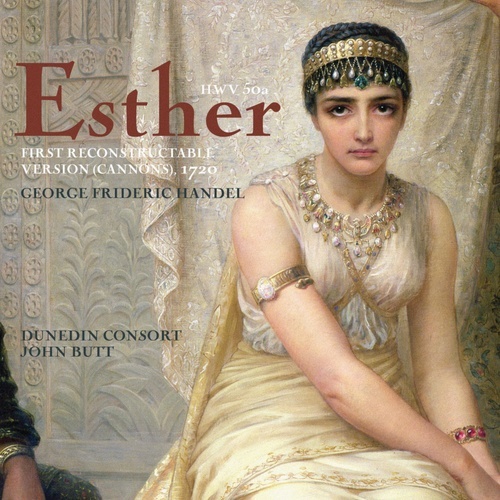 HWV 50a
Esther
FIRST RECONSTRUCTABLE
VERSION (CANNONS), 1720
GEORGE FRIDERIC HANDEL
DUNEDIN CONSORT
JOHN BUTT